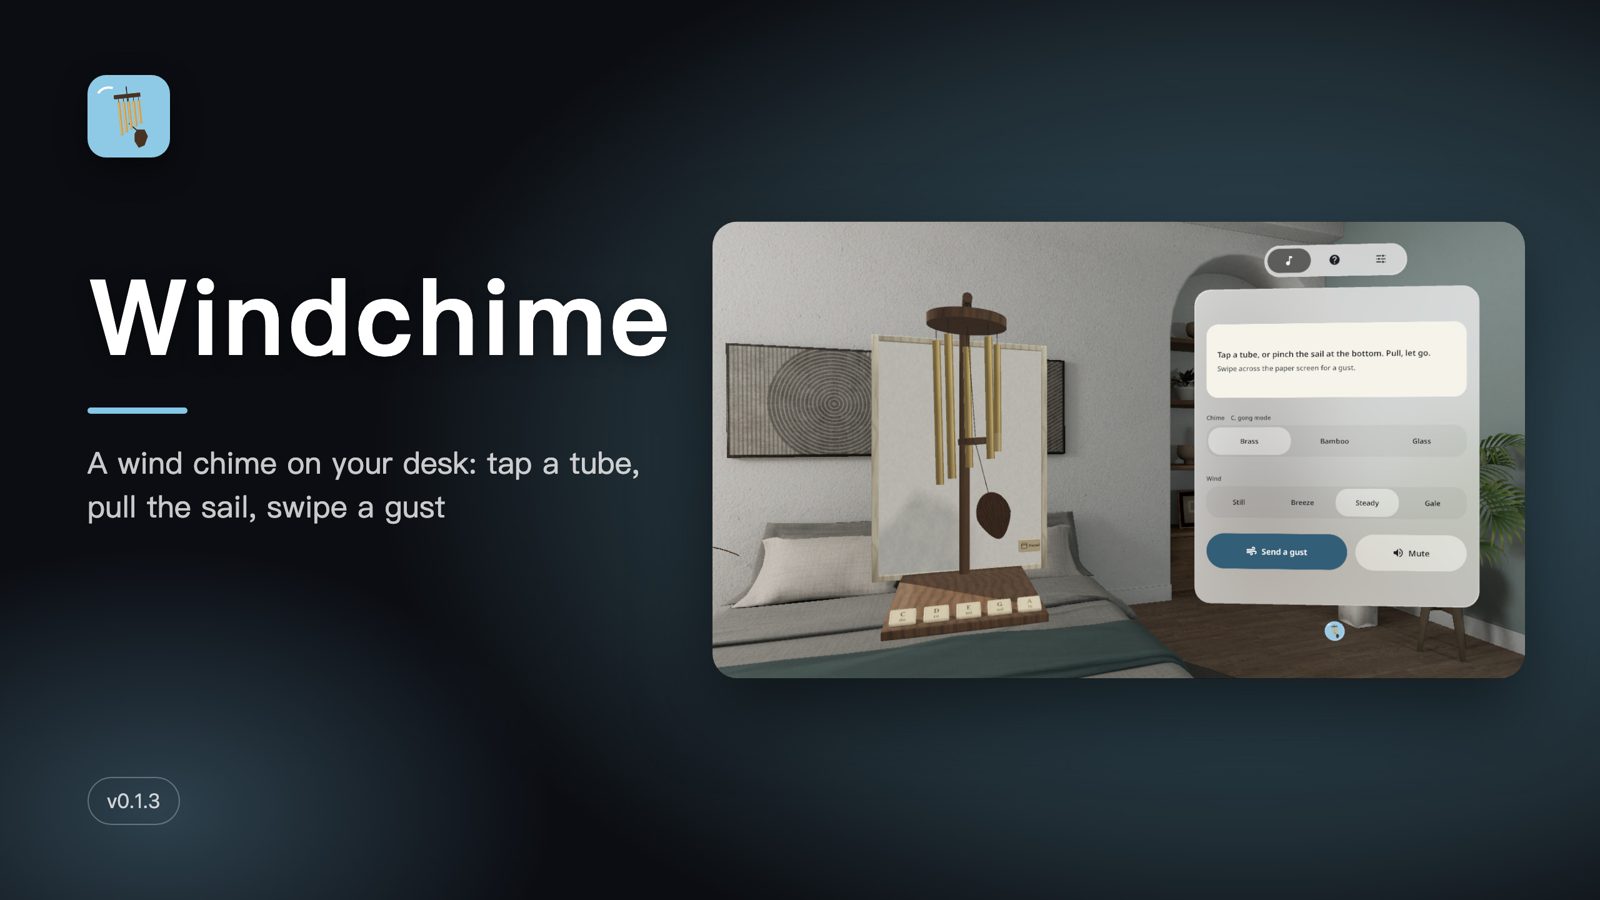 Windchime
A wind chime on your desk: tap a tube,
pull the sail, swipe a gust
v0.1.3
Tap a tube, or pinch the sail at the bottom. Pull, let go.
Swipe across the paper screen for a gust.
Chime C, gong mode
Brass Bamboo Glass
Wind
Still Breeze Steady Gale
Send a gust Mute
C D E G A